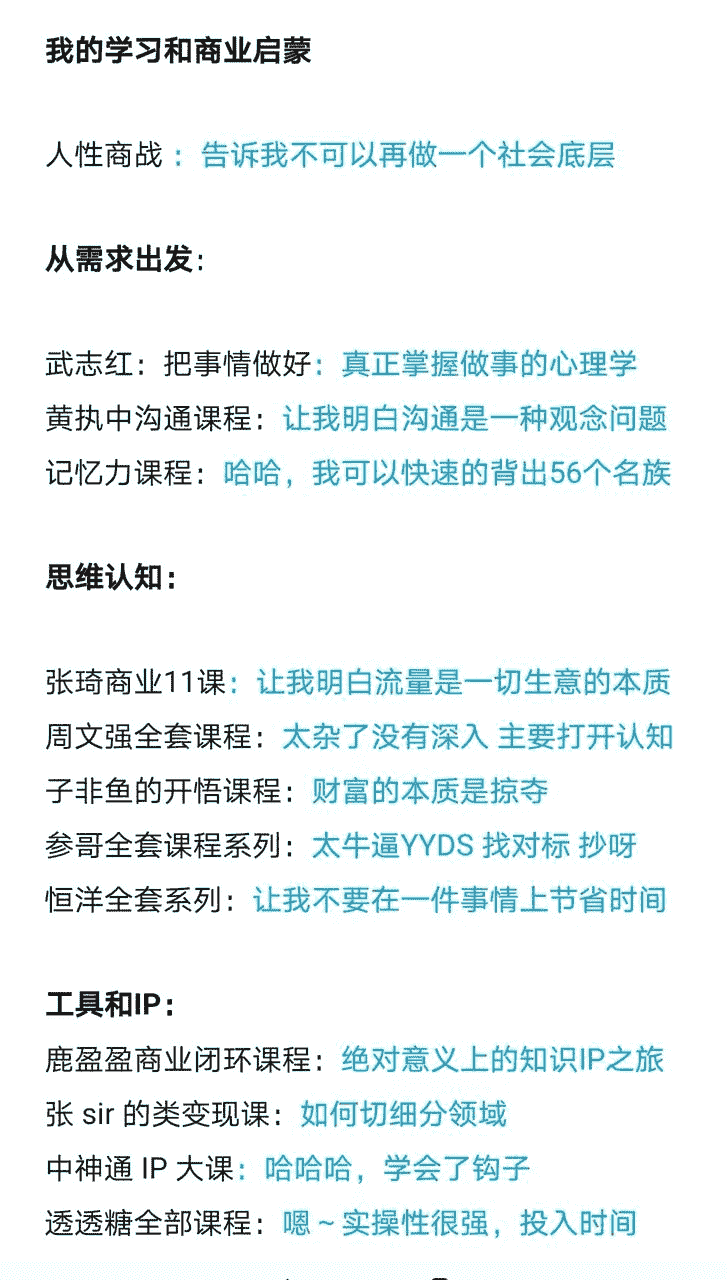 我的学习和商业启蒙
人性商战：告诉我不可以再做一个社会底层
从需求出发：
武志红：把事情做好：真正掌握做事的心理学
黄执中沟通课程：让我明白沟通是一种观念问题
记忆力课程：哈哈，我可以快速的背出56个名族
思维认知：
张琦商业11课：让我明白流量是一切生意的本质
周文强全套课程：太杂了没有深入 主要打开认知
子非鱼的开悟课程：财富的本质是掠夺
参哥全套课程系列：太牛逼YYDS 找对标 抄呀
恒洋全套系列：让我不要在一件事情上节省时间
工具和IP：
鹿盈盈商业闭环课程：绝对意义上的知识IP之旅
张 sir 的类变现课：如何切细分领域
中神通 IP 大课：哈哈哈，学会了钩子
透透糖全部课程：嗯～实操性很强，投入时间